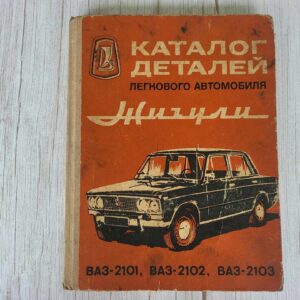 КАТАЛОГ
ДЕТАЛЕЙ
ЛЕГКОВОГО АВТОМОБИЛЯ
Жигули
ВАЗ-2101, ВАЗ-2102, ВАЗ-2103